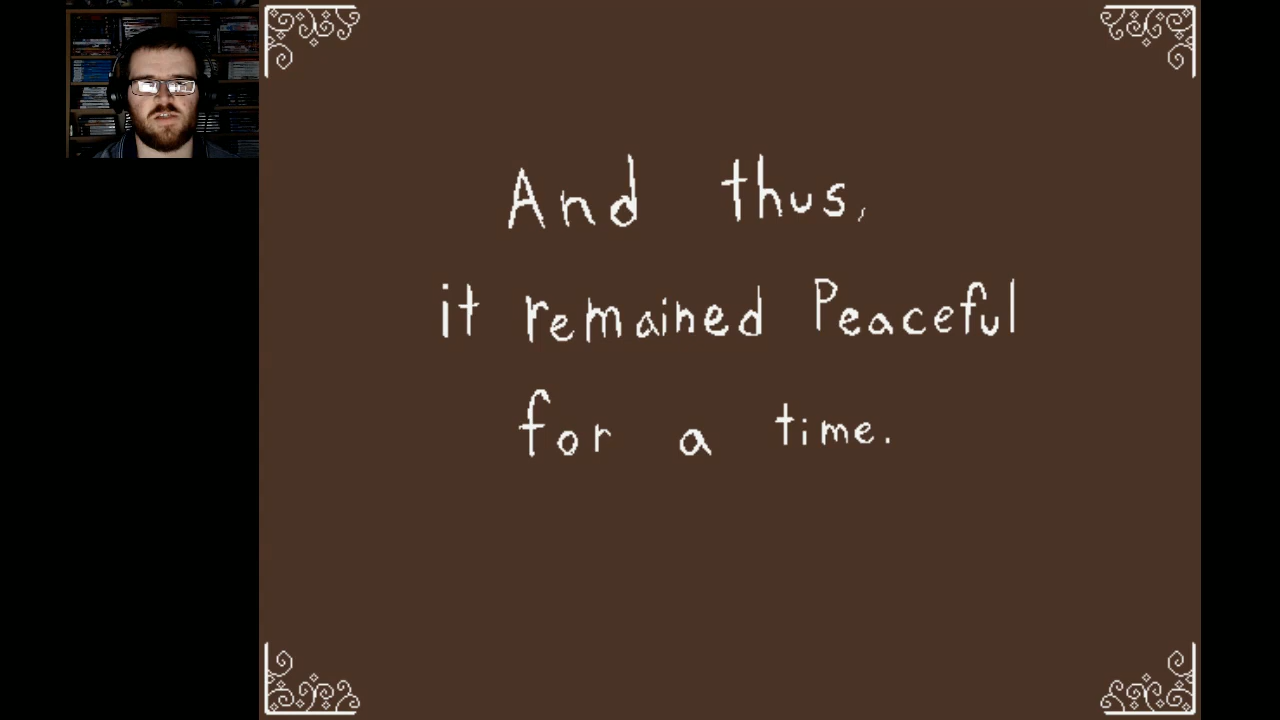 And thus,
it remained Peaceful
for a time.